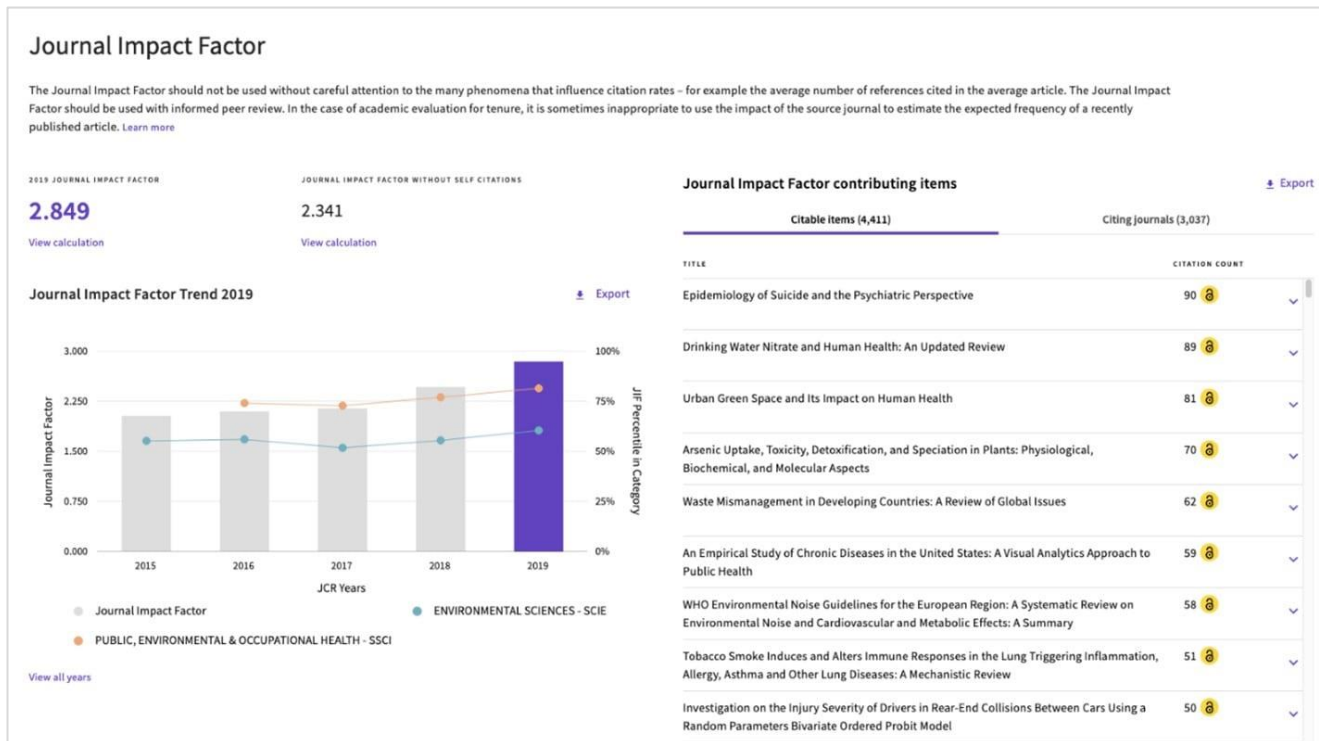 Journal Impact Factor
The Journal Impact Factor should not be used without careful attention to the many phenomena that influence citation rates – for example the average number of references cited in the average article. The Journal Impact
Factor should be used with informed peer review. In the case of academic evaluation for tenure, it is sometimes inappropriate to use the impact of the source journal to estimate the expected frequency of a recently
published article. Learn more
2019 JOURNAL IMPACT FACTOR
2.849
View calculation
JOURNAL IMPACT FACTOR WITHOUT SELF CITATIONS
2.341
View calculation
Journal Impact Factor Trend 2019
Export
3.000
2.250
1.500
0.750
0.000
Journal Impact Factor
100%
75%
50%
25%
0%
JIF Percentile in Category
2015 2016 2017 2018 2019
JCR Years
Journal Impact Factor
ENVIRONMENTAL SCIENCES - SCIE
PUBLIC, ENVIRONMENTAL & OCCUPATIONAL HEALTH - SSCI
View all years
Journal Impact Factor contributing items
Export
Citable items (4,411) Citing journals (3,037)
TITLE CITATION COUNT
Epidemiology of Suicide and the Psychiatric Perspective 90
Drinking Water Nitrate and Human Health: An Updated Review 89
Urban Green Space and Its Impact on Human Health 81
Arsenic Uptake, Toxicity, Detoxification, and Speciation in Plants: Physiological, 70
Biochemical, and Molecular Aspects
Waste Mismanagement in Developing Countries: A Review of Global Issues 62
An Empirical Study of Chronic Diseases in the United States: A Visual Analytics Approach to 59
Public Health
WHO Environmental Noise Guidelines for the European Region: A Systematic Review on 58
Environmental Noise and Cardiovascular and Metabolic Effects: A Summary
Tobacco Smoke Induces and Alters Immune Responses in the Lung Triggering Inflammation, 51
Allergy, Asthma and Other Lung Diseases: A Mechanistic Review
Investigation on the Injury Severity of Drivers in Rear-End Collisions Between Cars Using a 50
Random Parameters Bivariate Ordered Probit Model